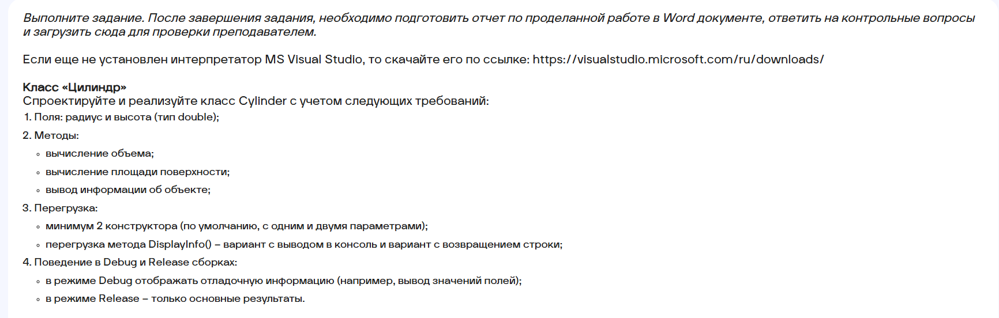 Выполните задание. После завершения задания, необходимо подготовить отчет по проделанной работе в Word документе, ответить на контрольные вопросы
и загрузить сюда для проверки преподавателем.
Если еще не установлен интерпретатор MS Visual Studio, то скачайте его по ссылке: https://visualstudio.microsoft.com/ru/downloads/
Класс «Цилиндр»
Спроектируйте и реализуйте класс Cylinder с учетом следующих требований:
1. Поля: радиус и высота (тип double);
2. Методы:
◦ вычисление объема;
◦ вычисление площади поверхности;
◦ вывод информации об объекте;
3. Перегрузка:
◦ минимум 2 конструктора (по умолчанию, с одним и двумя параметрами);
◦ перегрузка метода DisplayInfo() – вариант с выводом в консоль и вариант с возвращением строки;
4. Поведение в Debug и Release сборках:
◦ в режиме Debug отображать отладочную информацию (например, вывод значений полей);
◦ в режиме Release – только основные результаты.